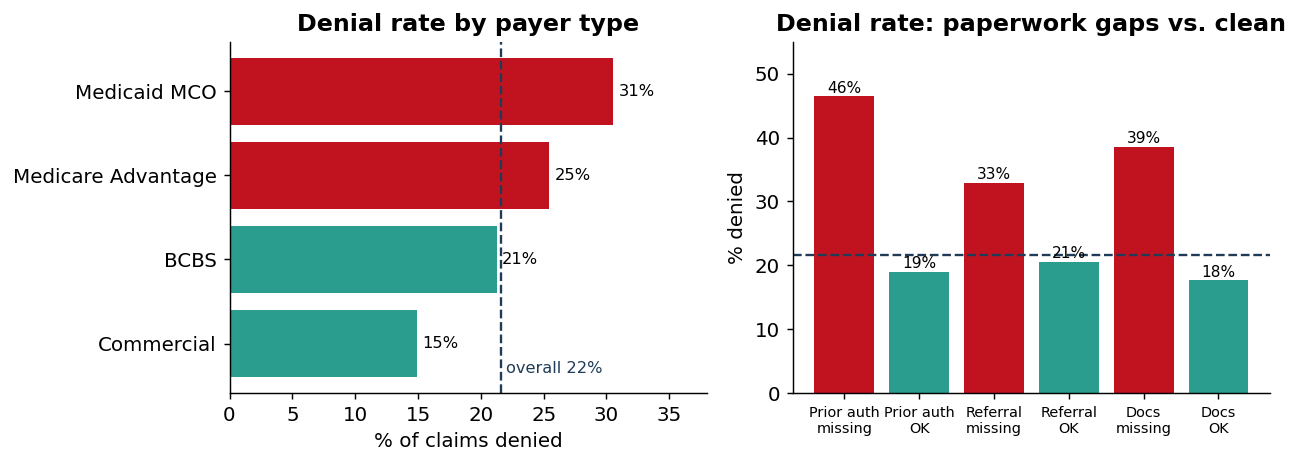 Denial rate by payer type
Medicaid MCO
31%
Medicare Advantage
25%
BCBS
21%
Commercial
15%
overall 22%
0 5 10 15 20 25 30 35
% of claims denied
Denial rate: paperwork gaps vs. clean
% denied
50
40
30
20
10
0
46%
19%
33%
21%
39%
18%
Prior auth missing
Prior auth OK
Referral missing
Referral OK
Docs missing
Docs OK